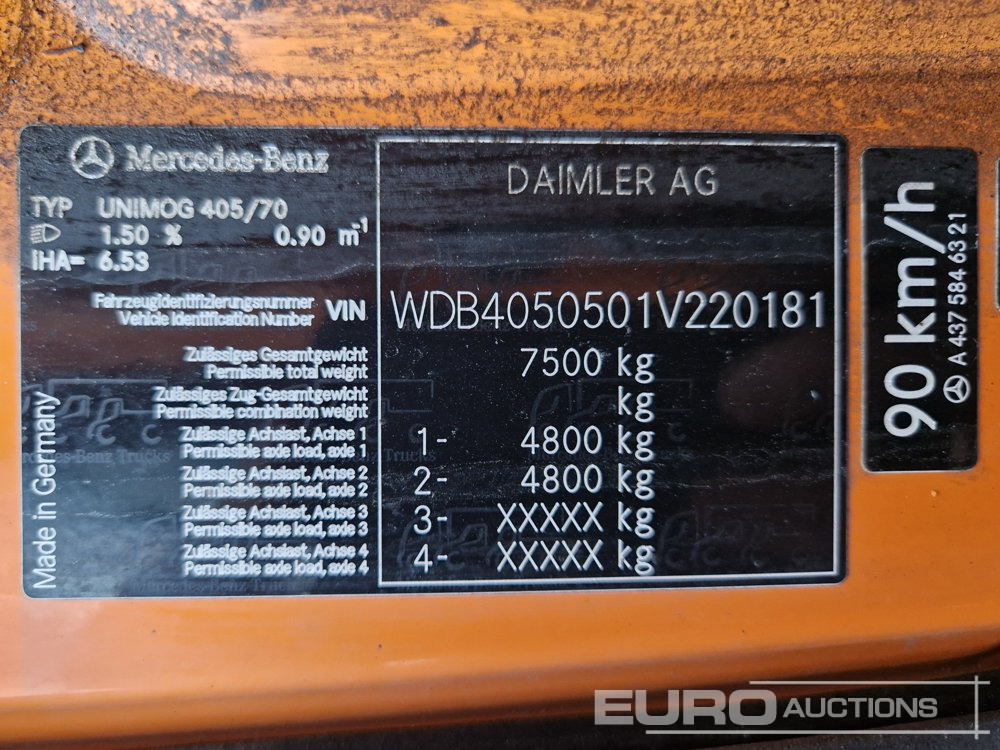 Mercedes-Benz
TYP UNIMOG 405/70
1.50 % 0.90 m-1
iHA= 6.53
DAIMLER AG
Fahrzeugidentifizierungsnummer
Vehicle Identification Number VIN WDB4050501V220181
Zulässiges Gesamtgewicht
Permissible total weight 7500 kg
Zulässiges Zug-Gesamtgewicht
Permissible combination weight kg
Zulässige Achslast, Achse 1
Permissible axle load, axle 1 1- 4800 kg
Zulässige Achslast, Achse 2
Permissible axle load, axle 2 2- 4800 kg
Zulässige Achslast, Achse 3
Permissible axle load, axle 3 3- XXXXX kg
Zulässige Achslast, Achse 4
Permissible axle load, axle 4 4- XXXXX kg
Made in Germany
90 km/h
A 437 584 63 21
EURO AUCTIONS